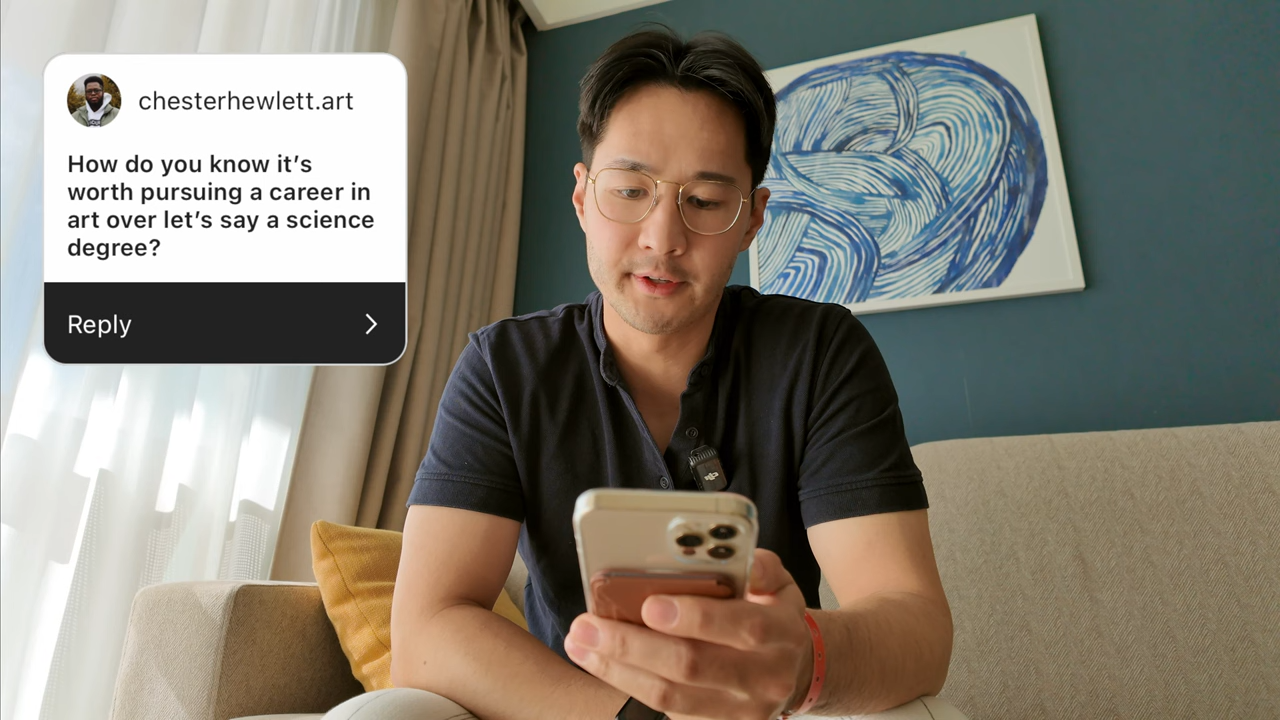 chesterhewlett.art
How do you know it’s
worth pursuing a career in
art over let’s say a science
degree?
Reply